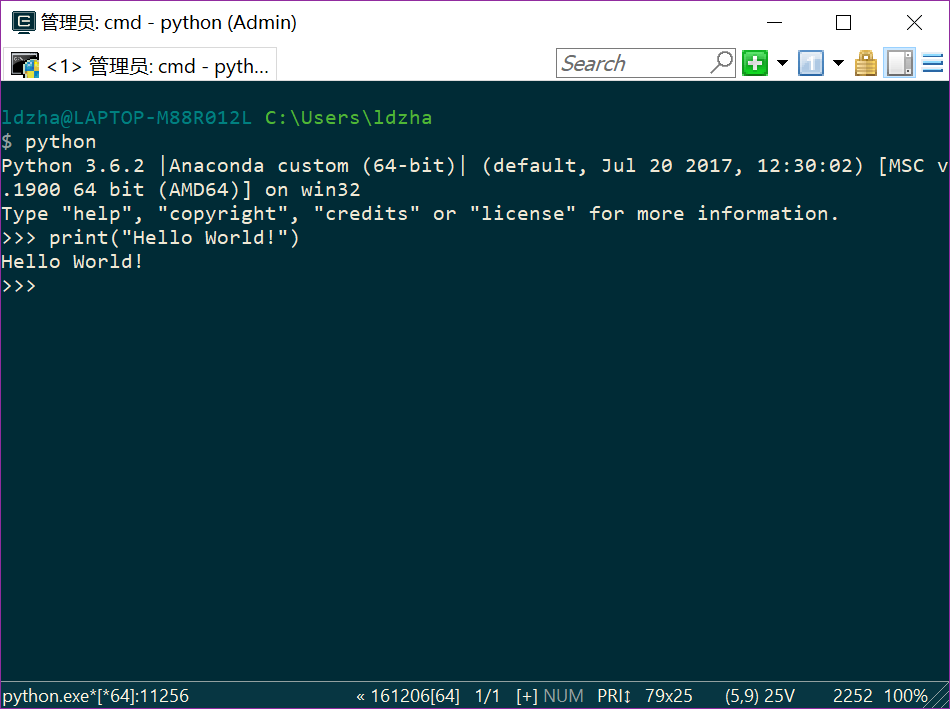 管理员: cmd - python (Admin)
<1> 管理员: cmd - pyth...
Search
1
ldzha@LAPTOP-M88R012L C:\Users\ldzha
$ python
Python 3.6.2 |Anaconda custom (64-bit)| (default, Jul 20 2017, 12:30:02) [MSC v
.1900 64 bit (AMD64)] on win32
Type "help", "copyright", "credits" or "license" for more information.
>>> print("Hello World!")
Hello World!
>>>
python.exe*[*64]:11256 « 161206[64] 1/1 [+] NUM PRI↕ 79x25 (5,9) 25V 2252 100%